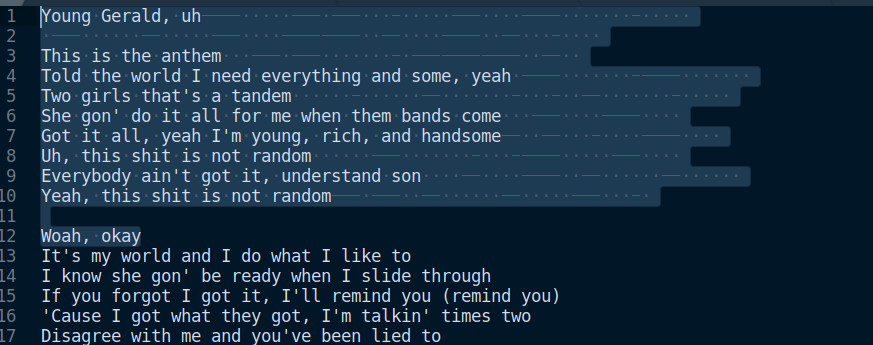 1 Young Gerald, uh
2
3 This is the anthem
4 Told the world I need everything and some, yeah
5 Two girls that's a tandem
6 She gon' do it all for me when them bands come
7 Got it all, yeah I'm young, rich, and handsome
8 Uh, this shit is not random
9 Everybody ain't got it, understand son
10 Yeah, this shit is not random
11
12 Woah, okay
13 It's my world and I do what I like to
14 I know she gon' be ready when I slide through
15 If you forgot I got it, I'll remind you (remind you)
16 'Cause I got what they got, I'm talkin' times two
17 Disagree with me and you've been lied to